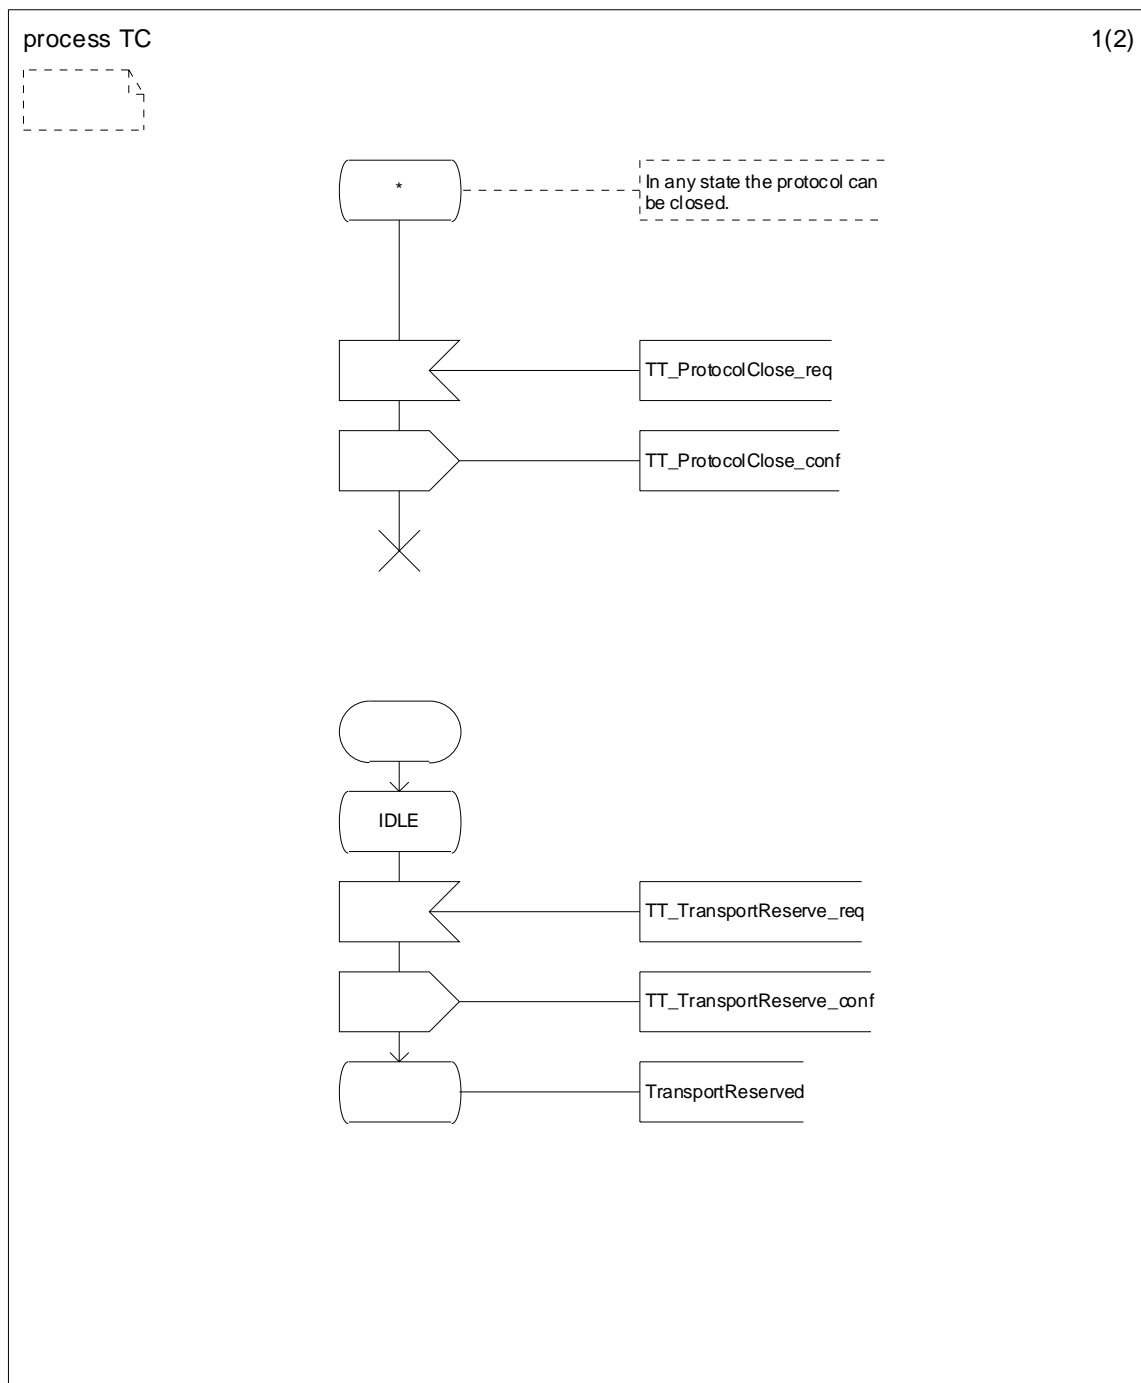 process TC
1(2)
*
In any state the protocol can
be closed.
TT_ProtocolClose_req
TT_ProtocolClose_conf
IDLE
TT_TransportReserve_req
TT_TransportReserve_conf
TransportReserved